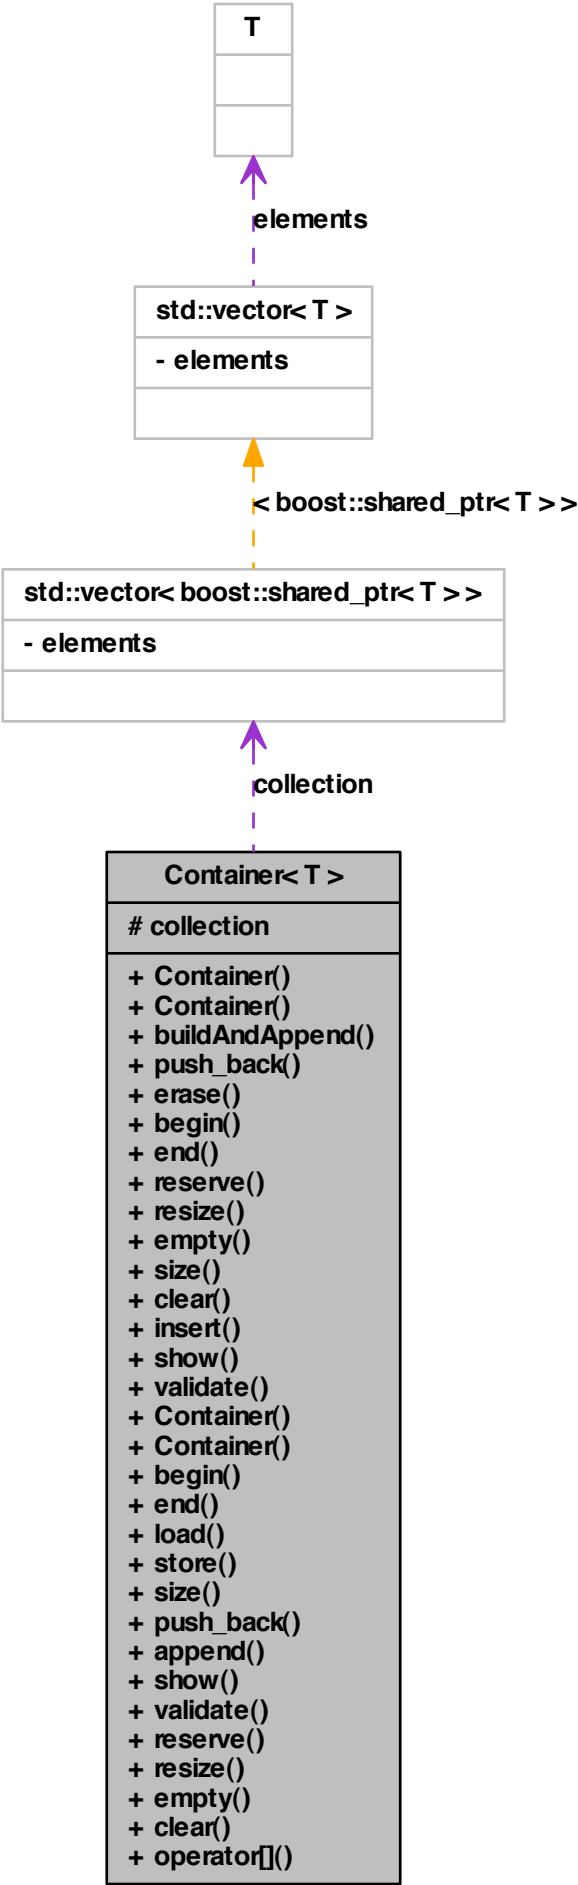 T
elements
std::vector< T >
- elements
< boost::shared_ptr< T > >
std::vector< boost::shared_ptr< T > >
- elements
collection
Container< T >
# collection
+ Container()
+ Container()
+ buildAndAppend()
+ push_back()
+ erase()
+ begin()
+ end()
+ reserve()
+ resize()
+ empty()
+ size()
+ clear()
+ insert()
+ show()
+ validate()
+ Container()
+ Container()
+ begin()
+ end()
+ load()
+ store()
+ size()
+ push_back()
+ append()
+ show()
+ validate()
+ reserve()
+ resize()
+ empty()
+ clear()
+ operator[]()